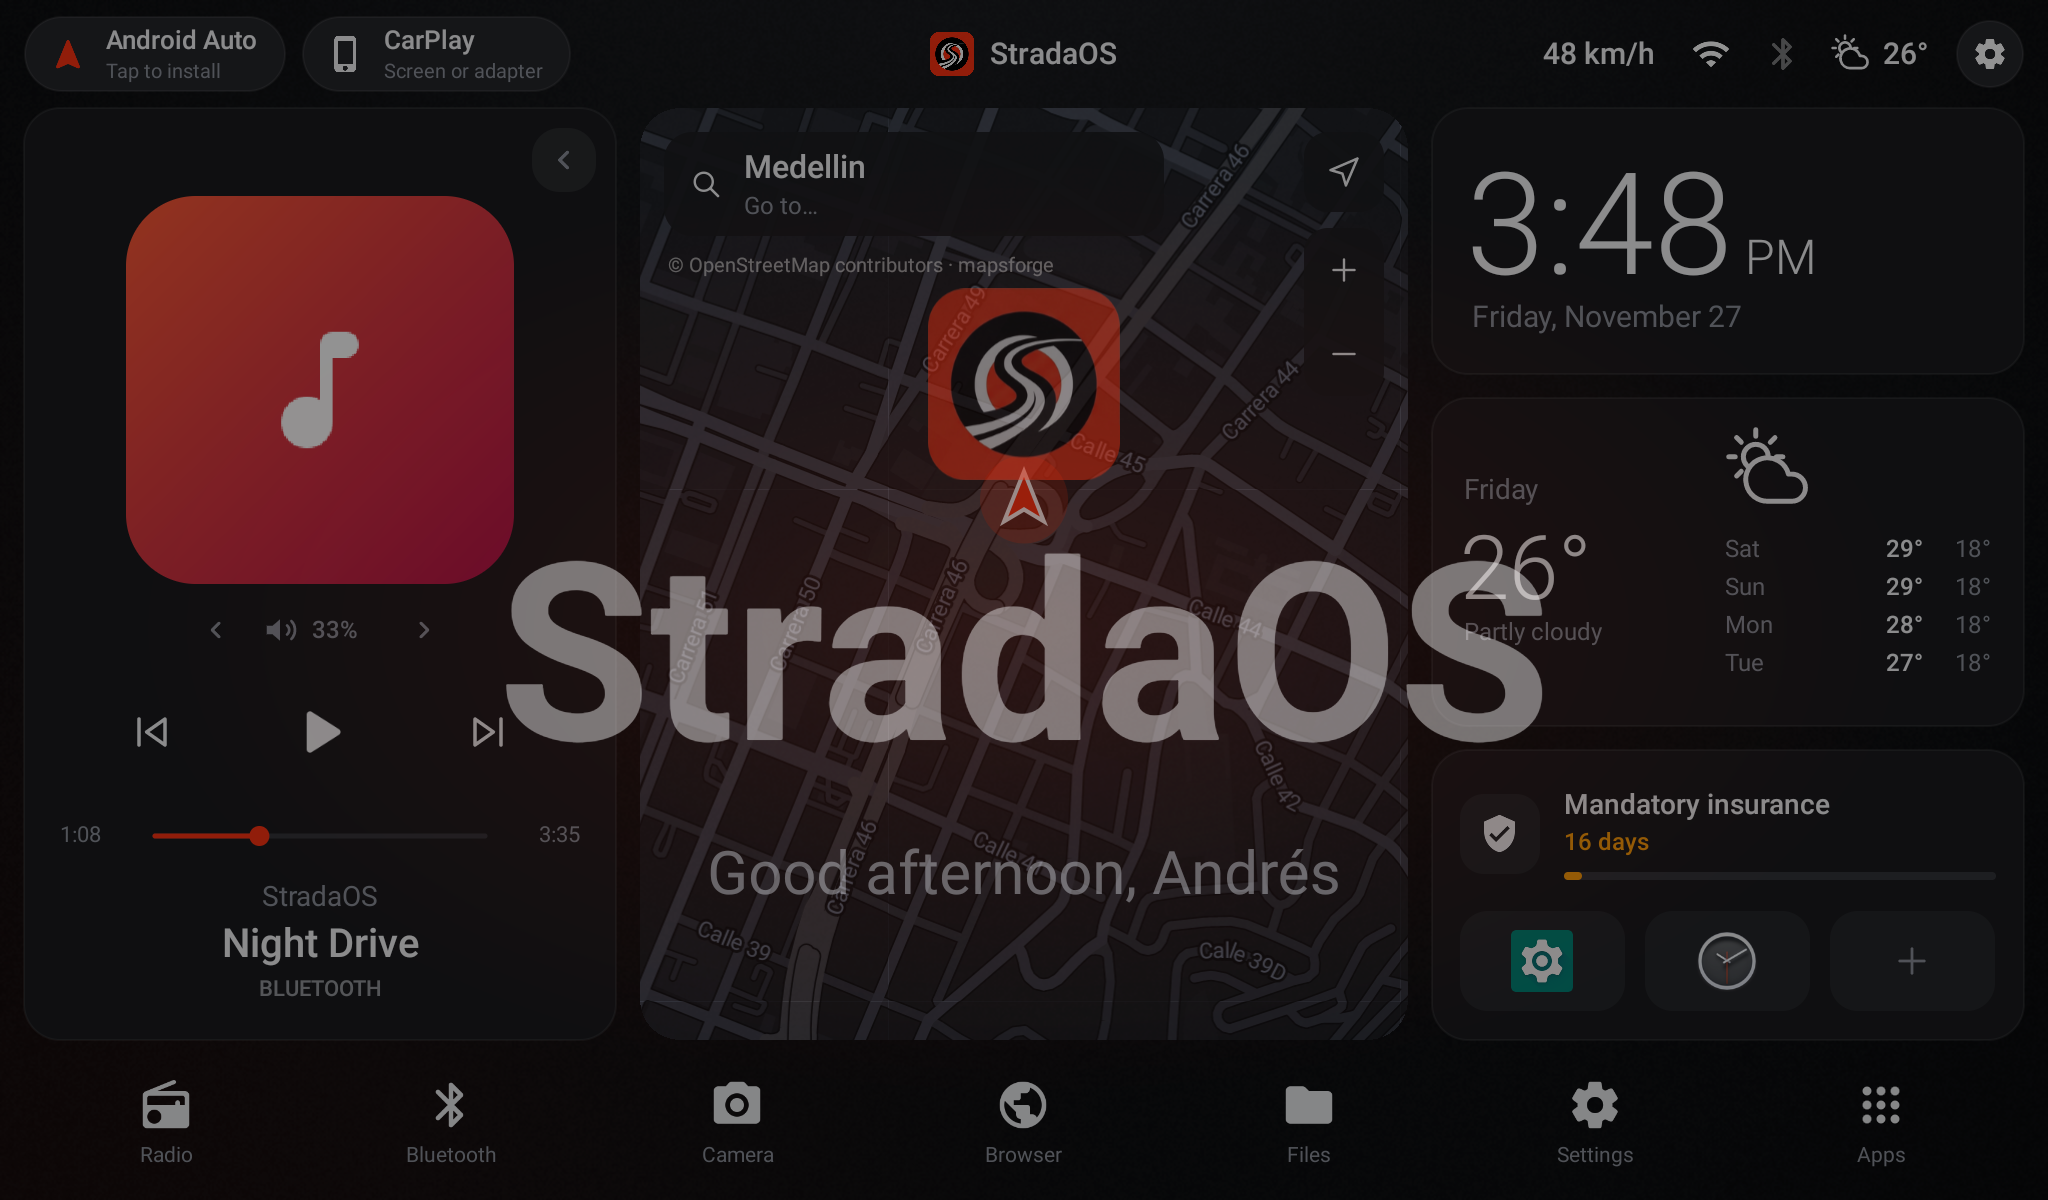 Android Auto
Tap to install
CarPlay
Screen or adapter
StradaOS
48 km/h
26°
Medellin
Go to...
© OpenStreetMap contributors · mapsforge
Carrera 46
Carrera 49
Carrera 44
Calle 45
Carrera 51
Carrera 50
Carrera 46
Calle 44
Calle 42
Carrera 46
Calle 39
Calle 39D
StradaOS
Good afternoon, Andrés
33%
1:08
3:35
StradaOS
Night Drive
BLUETOOTH
3:48 PM
Friday, November 27
Friday
26°
Partly cloudy
Sat 29° 18°
Sun 29° 18°
Mon 28° 18°
Tue 27° 18°
Mandatory insurance
16 days
Radio
Bluetooth
Camera
Browser
Files
Settings
Apps